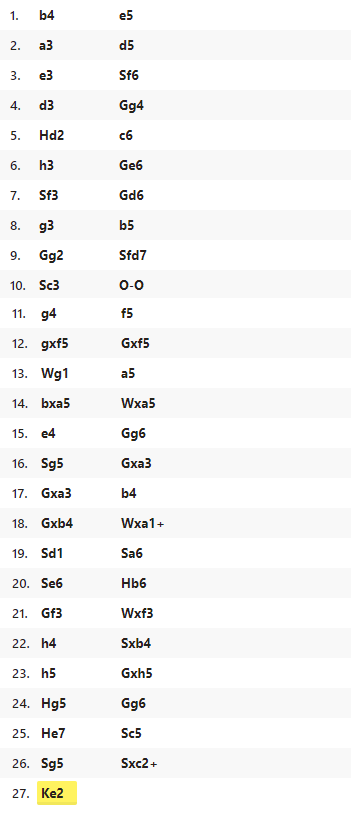 1. b4 e5
2. a3 d5
3. e3 Sf6
4. d3 Gg4
5. Hd2 c6
6. h3 Ge6
7. Sf3 Gd6
8. g3 b5
9. Gg2 Sfd7
10. Sc3 O-O
11. g4 f5
12. gxf5 Gxf5
13. Wg1 a5
14. bxa5 Wxa5
15. e4 Gg6
16. Sg5 Gxa3
17. Gxa3 b4
18. Gxb4 Wxa1+
19. Sd1 Sa6
20. Se6 Hb6
21. Gf3 Wxf3
22. h4 Sxb4
23. h5 Gxh5
24. Hg5 Gg6
25. He7 Sc5
26. Sg5 Sxc2+
27. Ke2